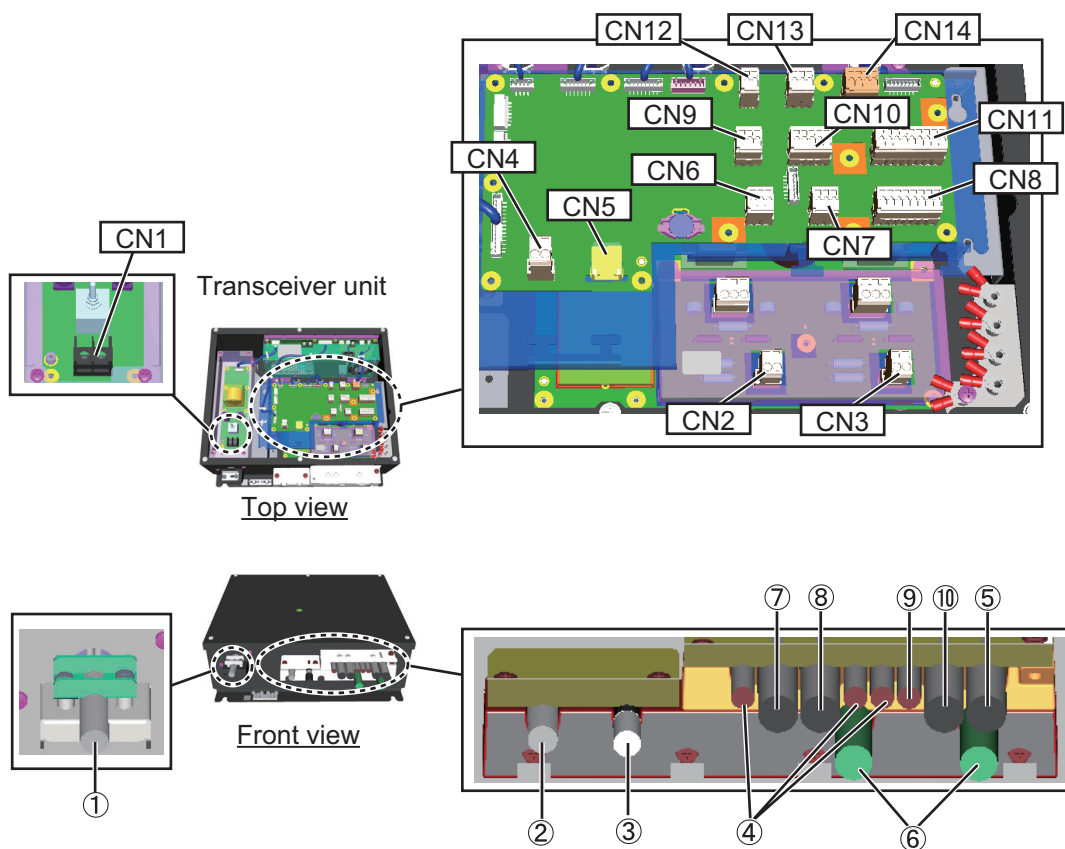 CN12 CN13 CN14
CN9 CN10 CN11
CN4 CN6 CN8
CN5 CN7
CN1
Transceiver unit
CN2 CN3
Top view
⑦ ⑧ ⑨ ⑩ ⑤
Front view
① ② ③ ④ ⑥